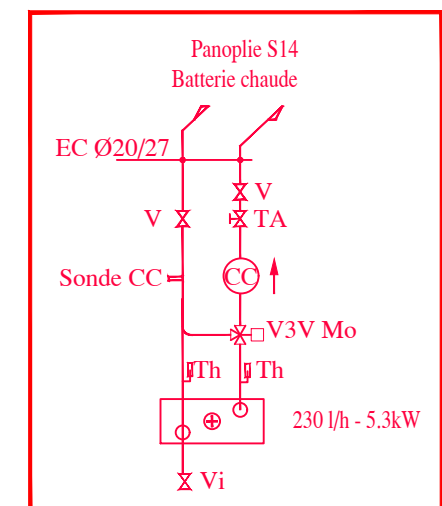 Panoplie S14
Batterie chaude
EC Ø20/27
V
V
TA
Sonde CC
CC
V3V Mo
Th
Th
230 l/h - 5.3kW
Vi